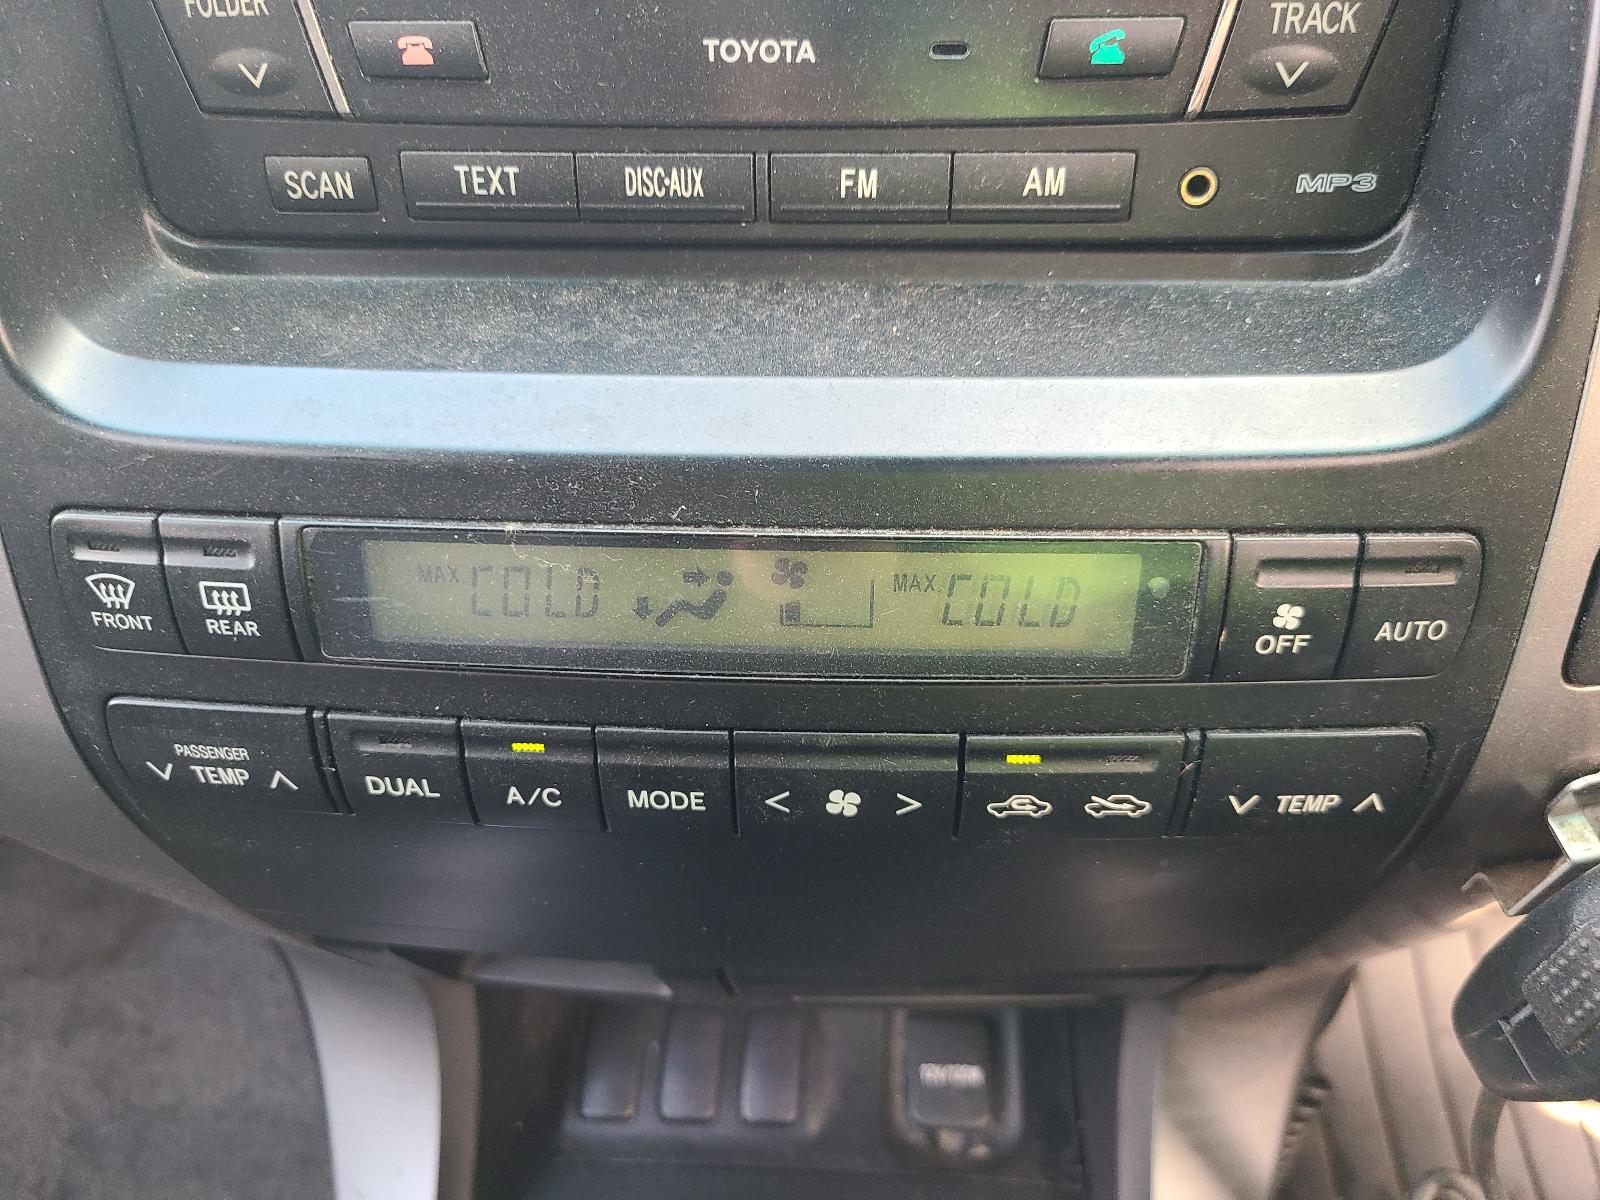 FOLDER
TOYOTA
TRACK
SCAN
TEXT
DISC·AUX
FM
AM
MP3
MAX. COLD
MAX. COLD
FRONT
REAR
OFF
AUTO
PASSENGER
TEMP
DUAL
A/C
MODE
TEMP